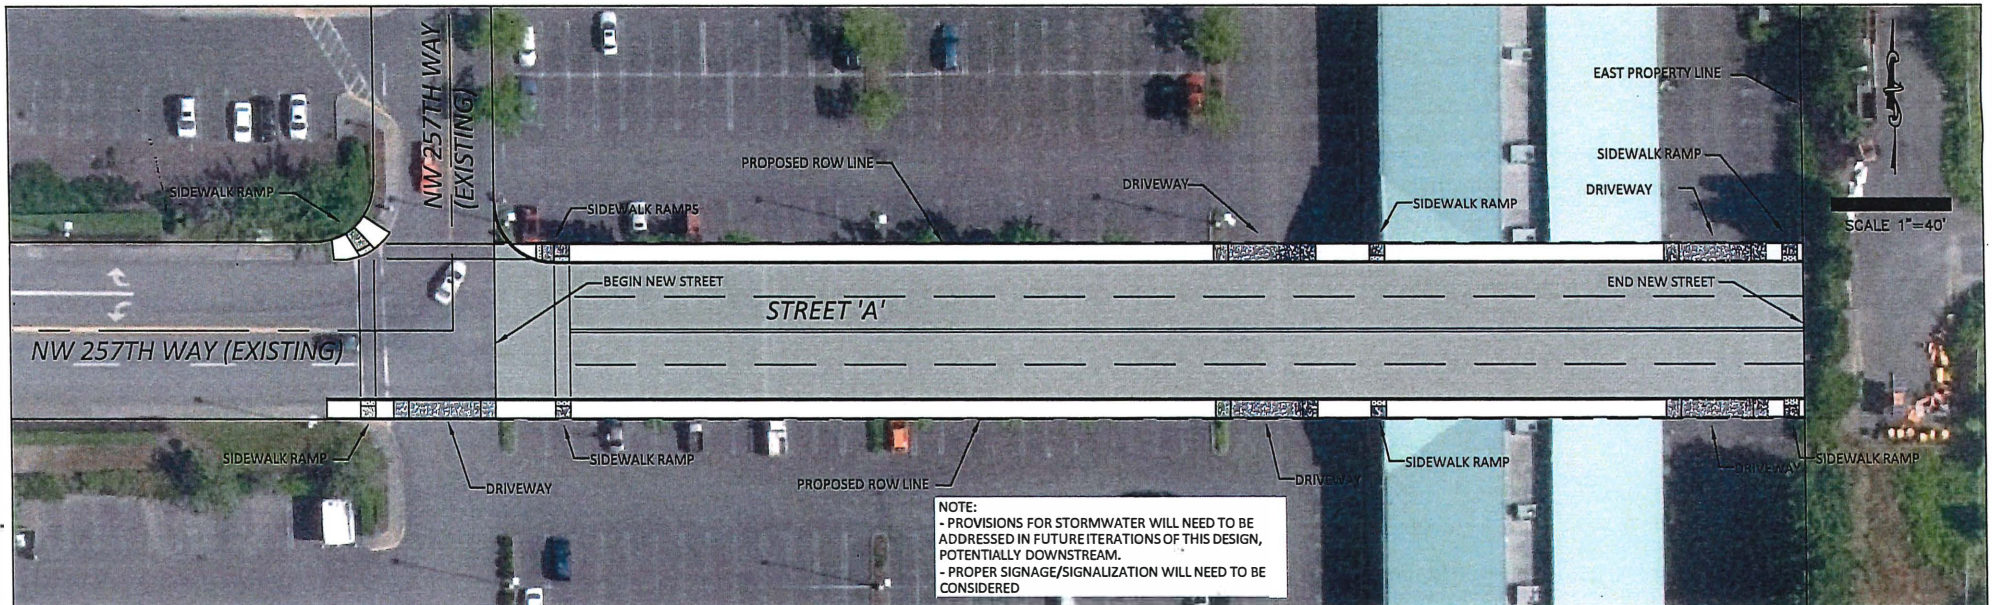 NW 257TH WAY
(EXISTING)
EAST PROPERTY LINE
SIDEWALK RAMP
PROPOSED ROW LINE
DRIVEWAY
SIDEWALK RAMP
DRIVEWAY
SIDEWALK RAMPS
SIDEWALK RAMP
SCALE 1"=40'
BEGIN NEW STREET
STREET 'A'
END NEW STREET
NW 257TH WAY (EXISTING)
SIDEWALK RAMP
DRIVEWAY
SIDEWALK RAMP
PROPOSED ROW LINE
DRIVEWAY
SIDEWALK RAMP
DRIVEWAY
SIDEWALK RAMP
NOTE:
- PROVISIONS FOR STORMWATER WILL NEED TO BE
ADDRESSED IN FUTURE ITERATIONS OF THIS DESIGN,
POTENTIALLY DOWNSTREAM.
- PROPER SIGNAGE/SIGNALIZATION WILL NEED TO BE
CONSIDERED